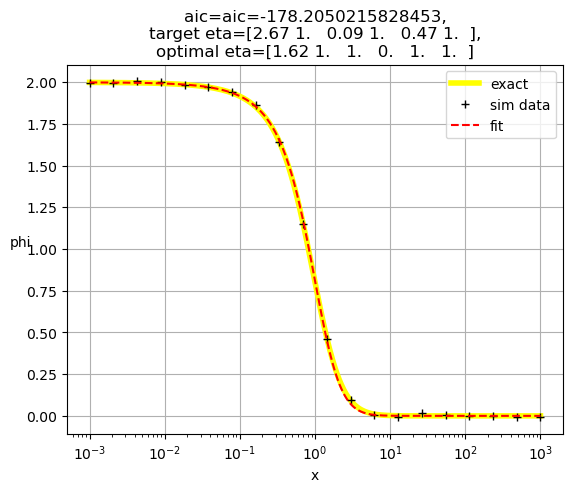 aic=aic=-178.2050215828453,
target eta=[2.67 1.   0.09 1.   0.47 1.  ],
optimal eta=[1.62 1.   1.   0.   1.   1.  ]
2.00
1.75
1.50
1.25
1.00
0.75
0.50
0.25
0.00
phi
exact
sim data
fit
10⁻³
10⁻²
10⁻¹
10⁰
10¹
10²
10³
x